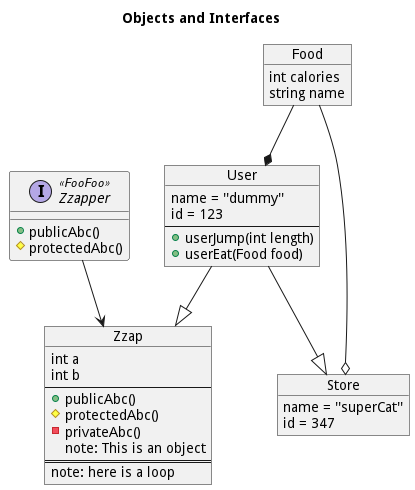 Objects and Interfaces
Food
int calories
string name
User
name = "dummy"
id = 123
userJump(int length)
userEat(Food food)
I
«FooFoo»
Zzapper
publicAbc()
protectedAbc()
Zzap
int a
int b
publicAbc()
protectedAbc()
privateAbc()
note: This is an object
note: here is a loop
Store
name = "superCat"
id = 347